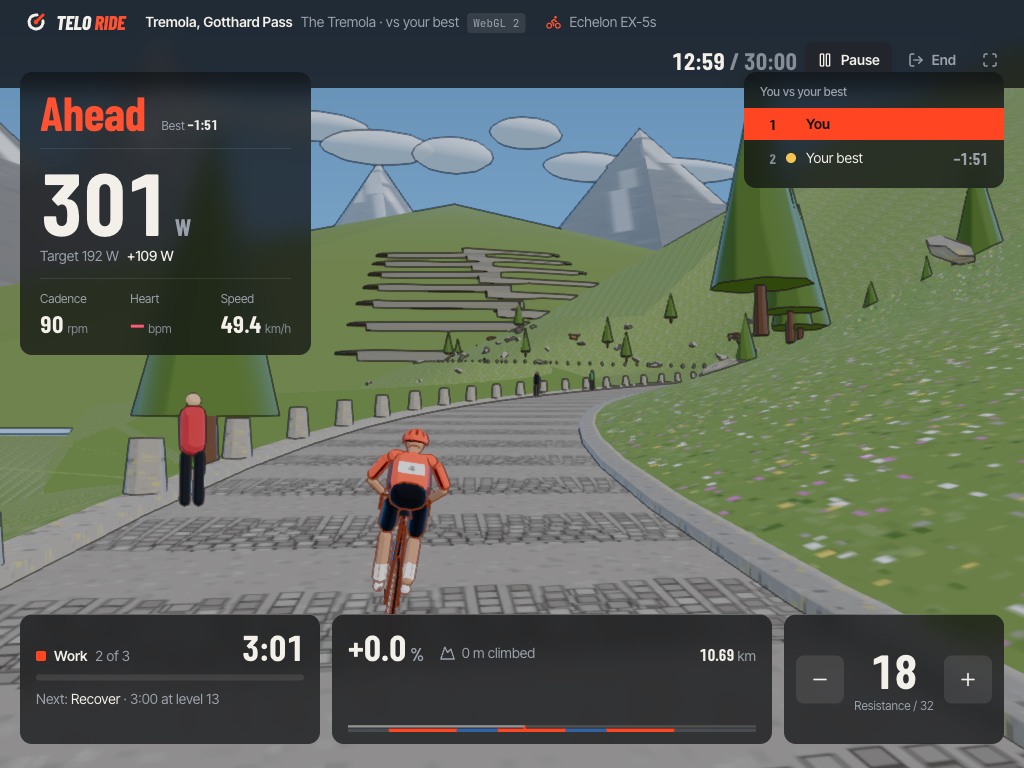 TELO RIDE Tremola, Gotthard Pass The Tremola · vs your best WebGL 2 Echelon EX-5s
12:59 / 30:00 Pause End
Ahead Best −1:51
301 W
Target 192 W +109 W
Cadence Heart Speed
90 rpm – bpm 49.4 km/h
You vs your best
1 You
2 Your best −1:51
Work 2 of 3 3:01
Next: Recover · 3:00 at level 13
+0.0 % 0 m climbed 10.69 km
− 18 +
Resistance / 32